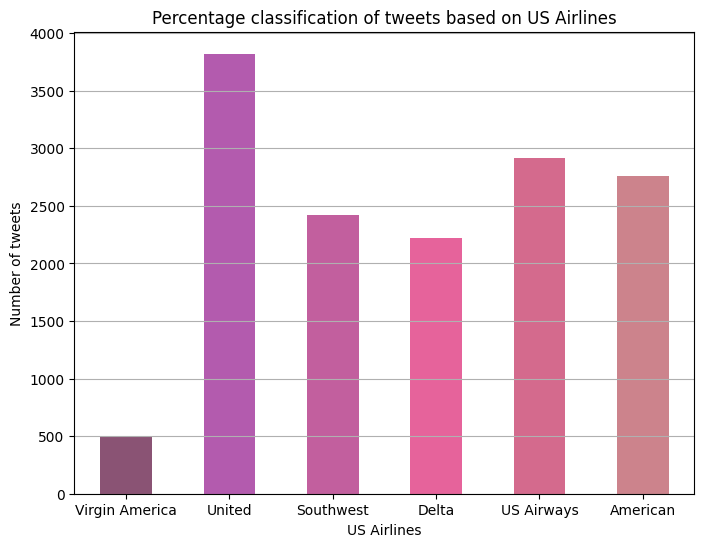 Percentage classification of tweets based on US Airlines
4000
3500
3000
2500
2000
1500
1000
500
0
Number of tweets
Virgin America United Southwest Delta US Airways American
US Airlines